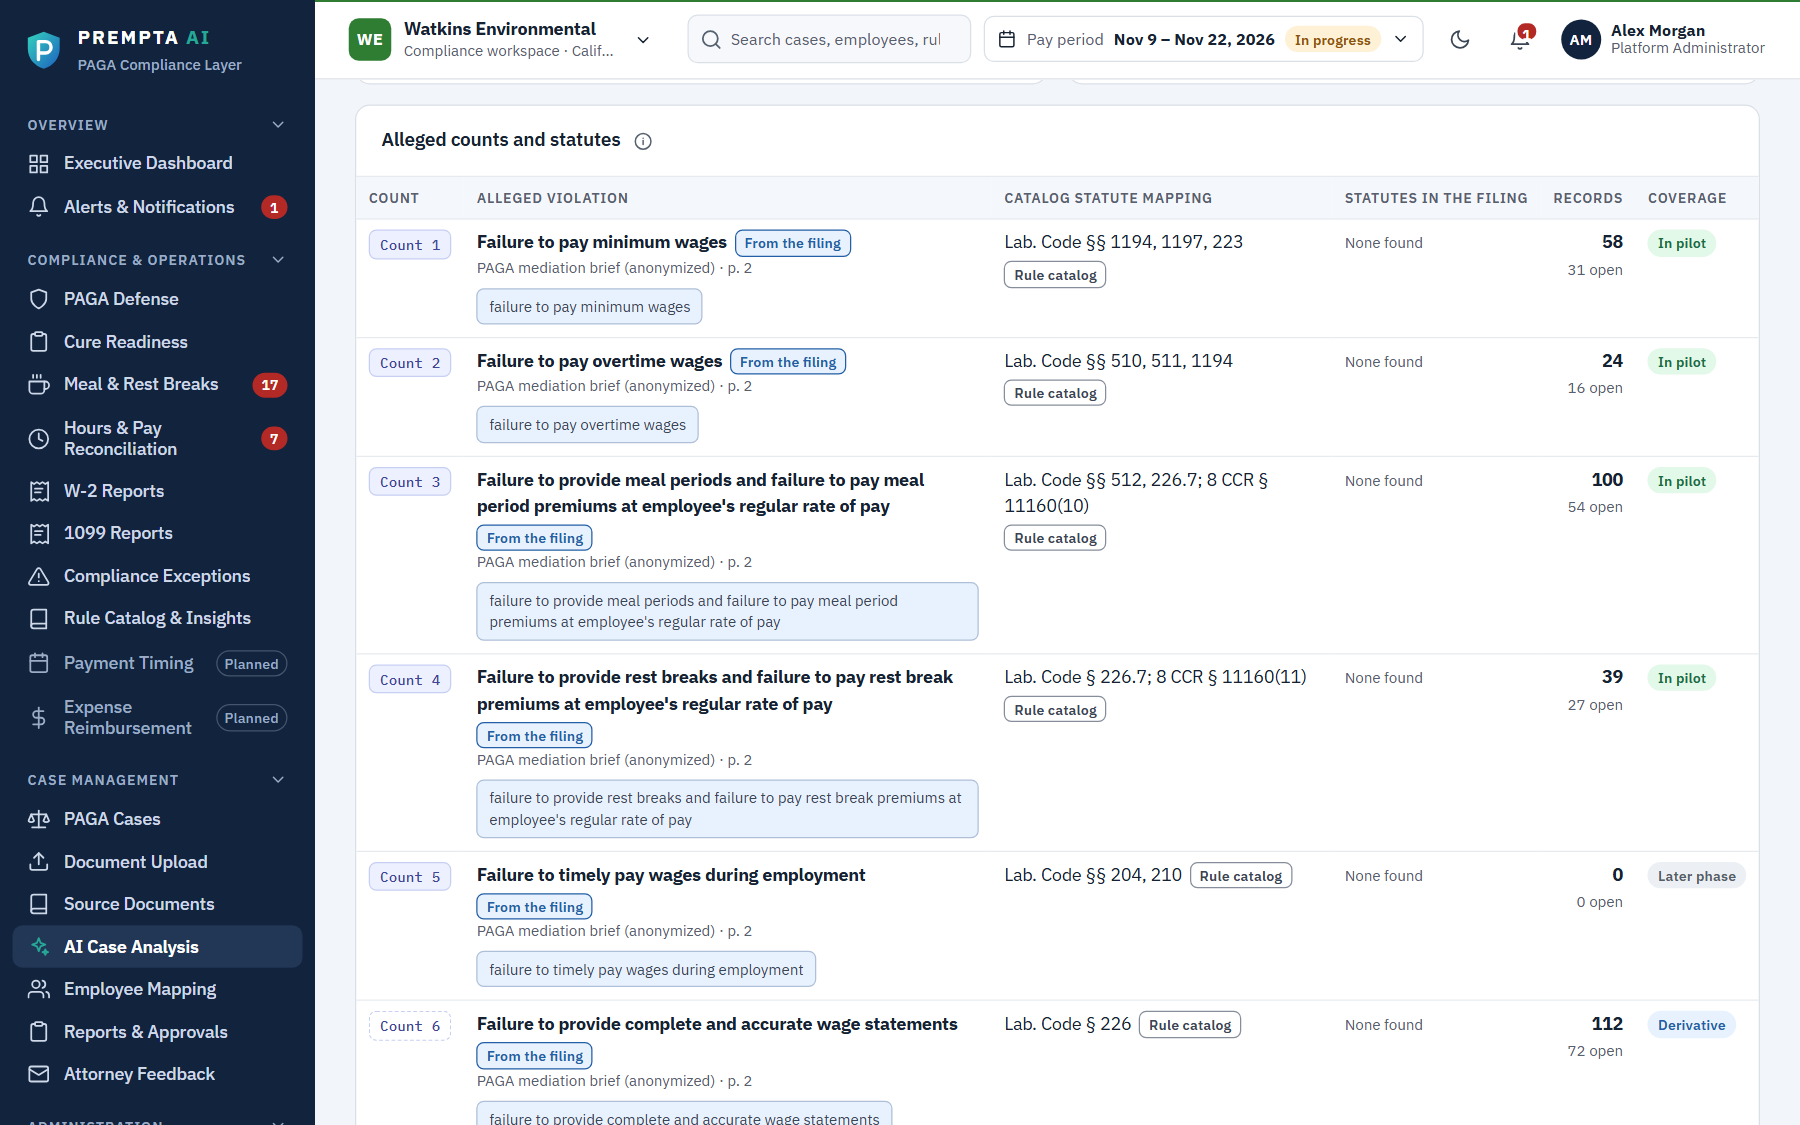 PREMPTA AI
PAGA Compliance Layer
OVERVIEW
Executive Dashboard
Alerts & Notifications 1
COMPLIANCE & OPERATIONS
PAGA Defense
Cure Readiness
Meal & Rest Breaks 17
Hours & Pay
Reconciliation 7
W-2 Reports
1099 Reports
Compliance Exceptions
Rule Catalog & Insights
Payment Timing Planned
Expense
Reimbursement Planned
CASE MANAGEMENT
PAGA Cases
Document Upload
Source Documents
AI Case Analysis
Employee Mapping
Reports & Approvals
Attorney Feedback
ADMINISTRATION
WE
Watkins Environmental
Compliance workspace · Calif...
Search cases, employees, rul
Pay period Nov 9 – Nov 22, 2026 In progress
1
AM
Alex Morgan
Platform Administrator
Alleged counts and statutes
COUNT ALLEGED VIOLATION CATALOG STATUTE MAPPING STATUTES IN THE FILING RECORDS COVERAGE
Count 1 Failure to pay minimum wages From the filing Lab. Code §§ 1194, 1197, 223 None found 58 In pilot
PAGA mediation brief (anonymized) · p. 2 Rule catalog 31 open
failure to pay minimum wages
Count 2 Failure to pay overtime wages From the filing Lab. Code §§ 510, 511, 1194 None found 24 In pilot
PAGA mediation brief (anonymized) · p. 2 Rule catalog 16 open
failure to pay overtime wages
Count 3 Failure to provide meal periods and failure to pay meal Lab. Code §§ 512, 226.7; 8 CCR § None found 100 In pilot
period premiums at employee's regular rate of pay 11160(10) 54 open
From the filing Rule catalog
PAGA mediation brief (anonymized) · p. 2
failure to provide meal periods and failure to pay meal period
premiums at employee's regular rate of pay
Count 4 Failure to provide rest breaks and failure to pay rest break Lab. Code § 226.7; 8 CCR § 11160(11) None found 39 In pilot
premiums at employee's regular rate of pay Rule catalog 27 open
From the filing
PAGA mediation brief (anonymized) · p. 2
failure to provide rest breaks and failure to pay rest break premiums at
employee's regular rate of pay
Count 5 Failure to timely pay wages during employment Lab. Code §§ 204, 210 Rule catalog None found 0 Later phase
From the filing 0 open
PAGA mediation brief (anonymized) · p. 2
failure to timely pay wages during employment
Count 6 Failure to provide complete and accurate wage statements Lab. Code § 226 Rule catalog None found 112 Derivative
From the filing 72 open
PAGA mediation brief (anonymized) · p. 2
failure to provide complete and accurate wage statements